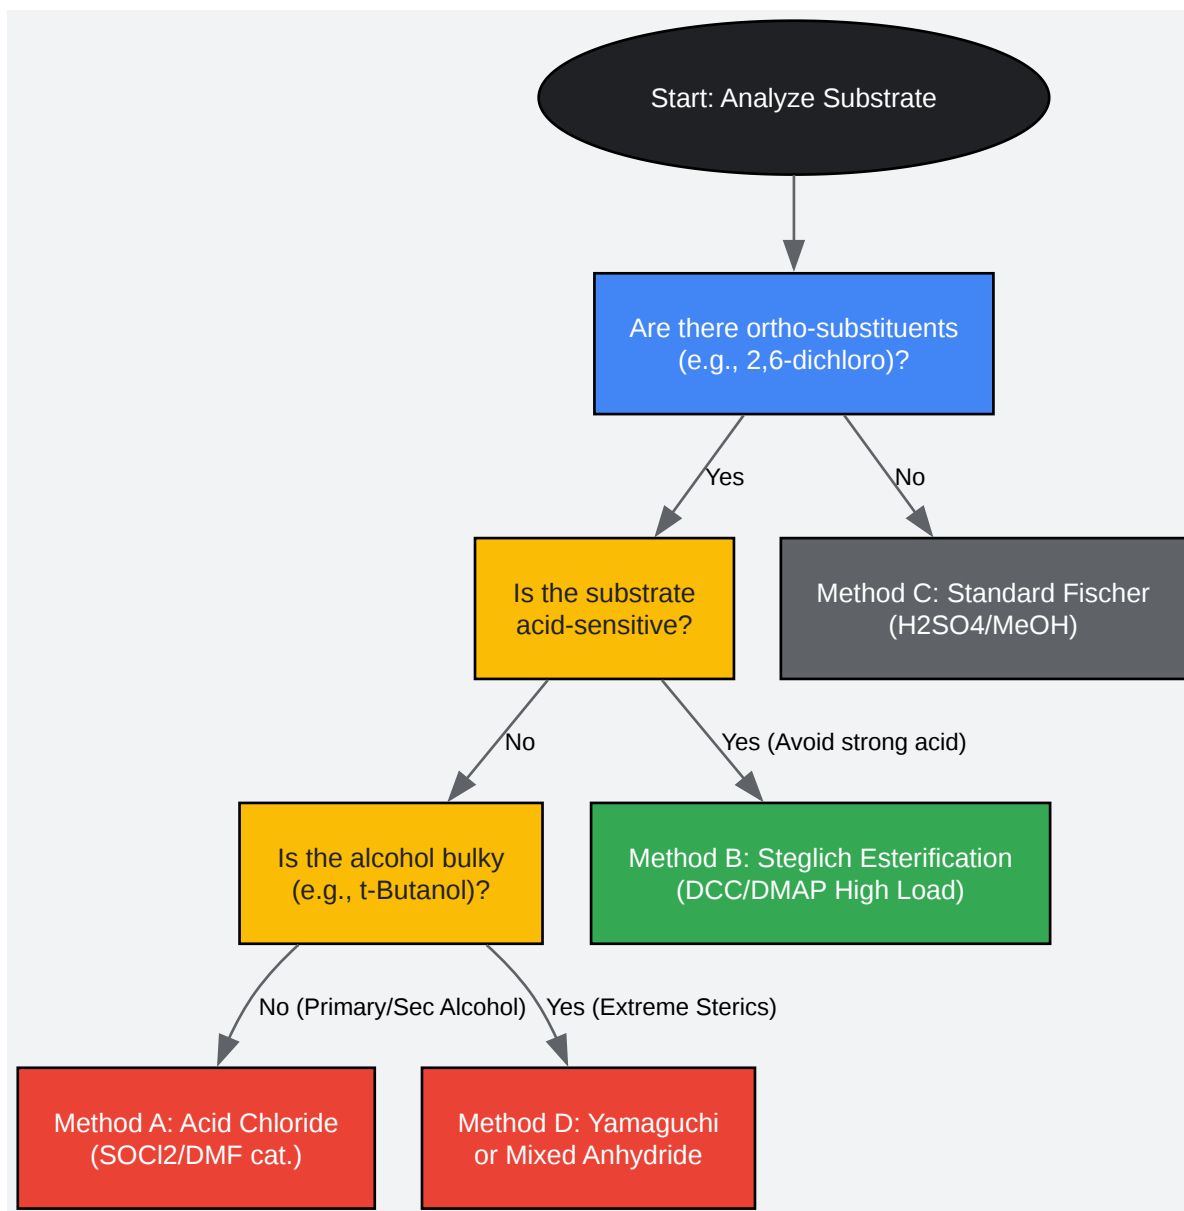 Start: Analyze Substrate
Are there ortho-substituents
(e.g., 2,6-dichloro)?
Yes
No
Is the substrate
acid-sensitive?
Method C: Standard Fischer
(H2SO4/MeOH)
No
Yes (Avoid strong acid)
Is the alcohol bulky
(e.g., t-Butanol)?
Method B: Steglich Esterification
(DCC/DMAP High Load)
No (Primary/Sec Alcohol)
Yes (Extreme Sterics)
Method A: Acid Chloride
(SOCl2/DMF cat.)
Method D: Yamaguchi
or Mixed Anhydride